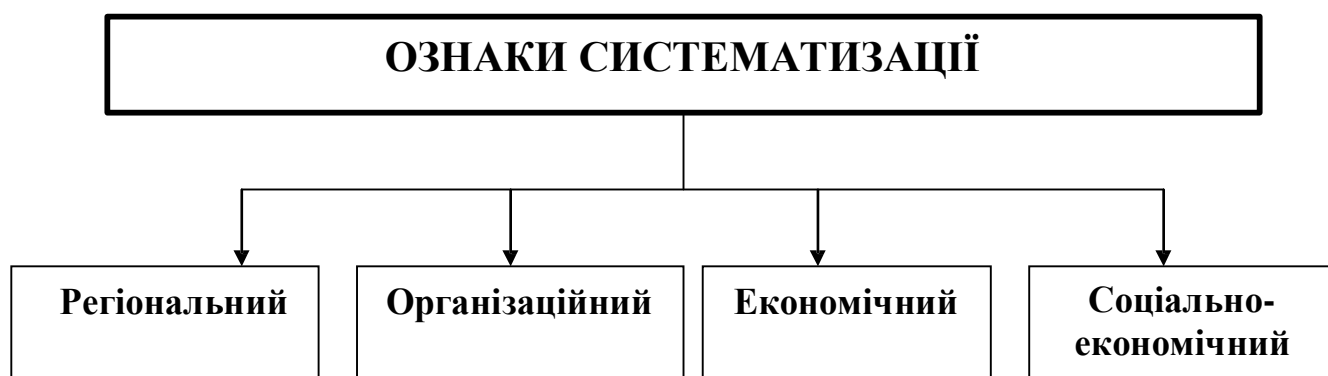 ОЗНАКИ СИСТЕМАТИЗАЦІЇ
Регіональний
Організаційний
Економічний
Соціально-
економічний